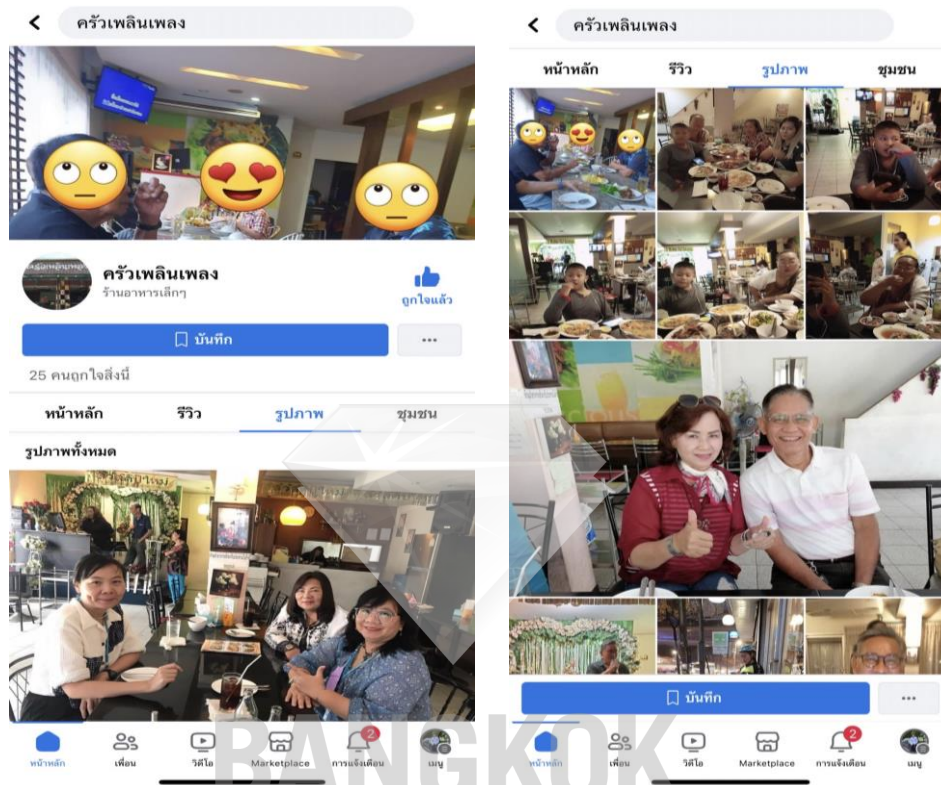 ครัวเพลินเพลง
ครัวเพลินเพลง
ร้านอาหารเล็กๆ
ถูกใจแล้ว
บันทึก
25 คนถูกใจสิ่งนี้
หน้าหลัก รีวิว รูปภาพ ชุมชน
รูปภาพทั้งหมด
หน้าหลัก เพื่อน วิดีโอ Marketplace การแจ้งเตือน เมนู
2
ครัวเพลินเพลง
หน้าหลัก รีวิว รูปภาพ ชุมชน
บันทึก
หน้าหลัก เพื่อน วิดีโอ Marketplace การแจ้งเตือน เมนู
2
BANGKOK